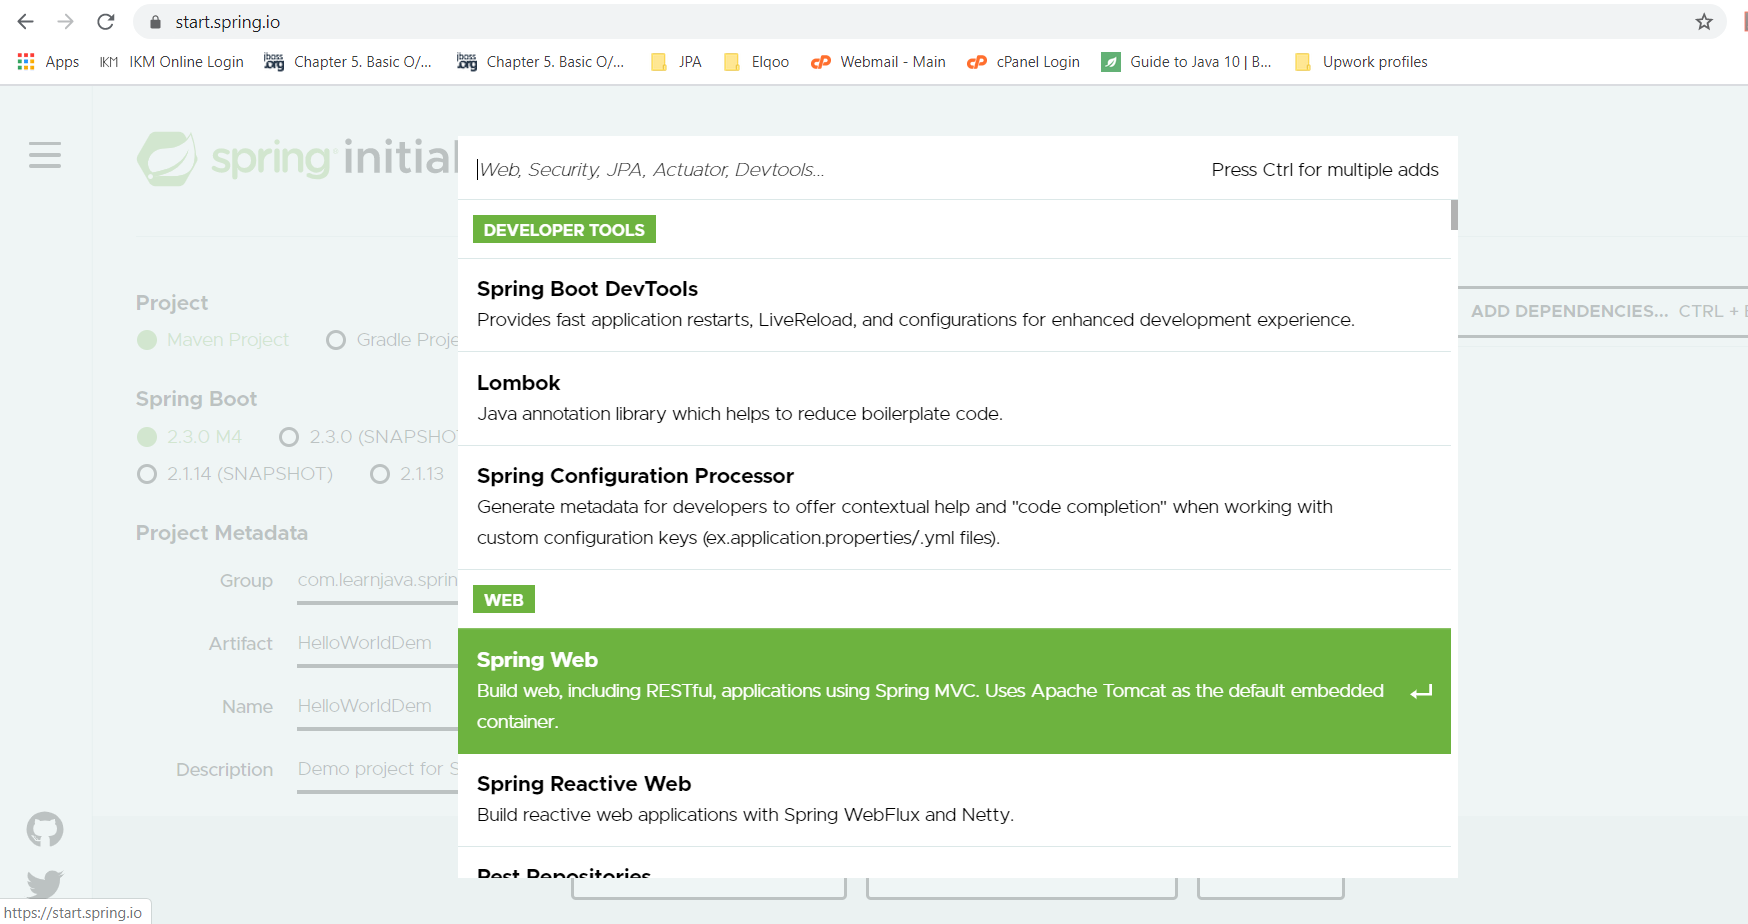 start.spring.io
Apps IKM IKM Online Login jboss.org Chapter 5. Basic O/... jboss.org Chapter 5. Basic O/... JPA Elqoo cP Webmail - Main cP cPanel Login Guide to Java 10 | B... Upwork profiles
spring initial
Web, Security, JPA, Actuator, Devtools... Press Ctrl for multiple adds
DEVELOPER TOOLS
Spring Boot DevTools
Provides fast application restarts, LiveReload, and configurations for enhanced development experience.
Lombok
Java annotation library which helps to reduce boilerplate code.
Spring Configuration Processor
Generate metadata for developers to offer contextual help and "code completion" when working with
custom configuration keys (ex.application.properties/.yml files).
WEB
Spring Web
Build web, including RESTful, applications using Spring MVC. Uses Apache Tomcat as the default embedded
container.
Spring Reactive Web
Build reactive web applications with Spring WebFlux and Netty.
Rest Repositories
Project
Maven Project Gradle Proje
Spring Boot
2.3.0 M4 2.3.0 (SNAPSHO
2.1.14 (SNAPSHOT) 2.1.13
Project Metadata
Group com.learnjava.sprin
Artifact HelloWorldDem
Name HelloWorldDem
Description Demo project for S
ADD DEPENDENCIES... CTRL +
https://start.spring.io